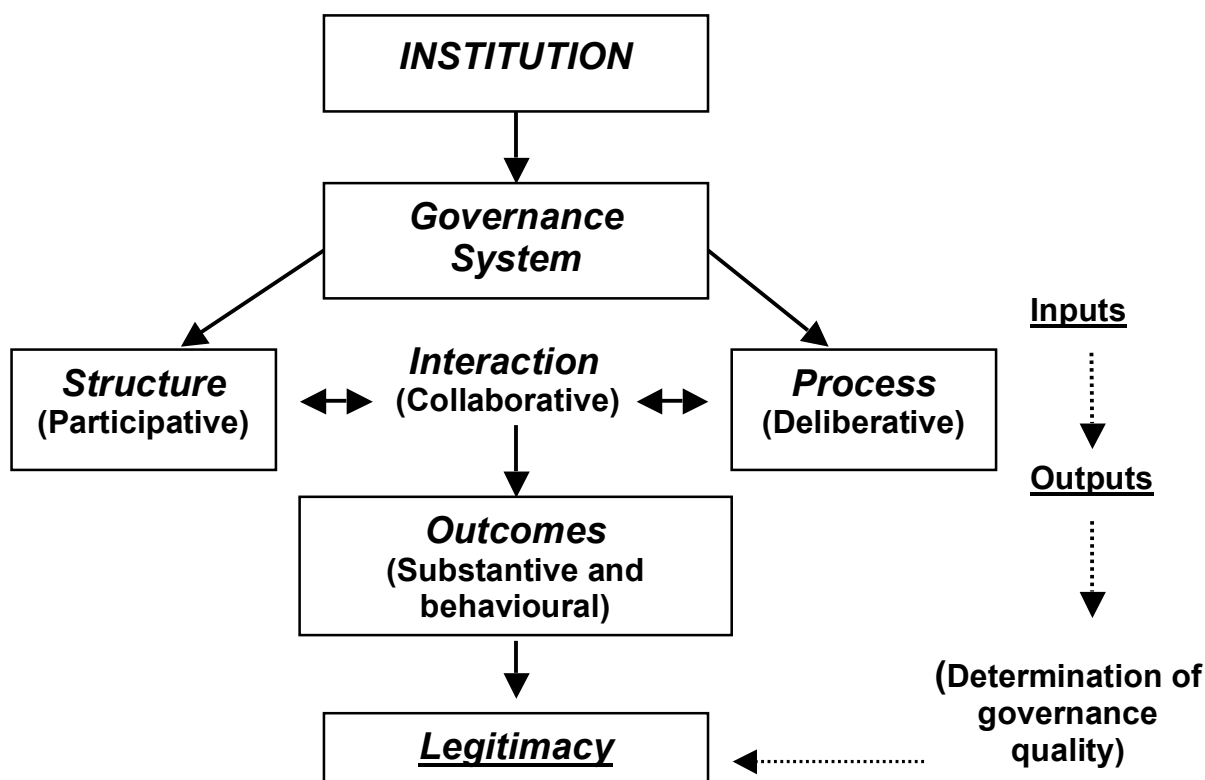 INSTITUTION
Governance
System
Inputs
Structure
(Participative)
Interaction
(Collaborative)
Process
(Deliberative)
Outputs
Outcomes
(Substantive and
behavioural)
(Determination of
governance
quality)
Legitimacy